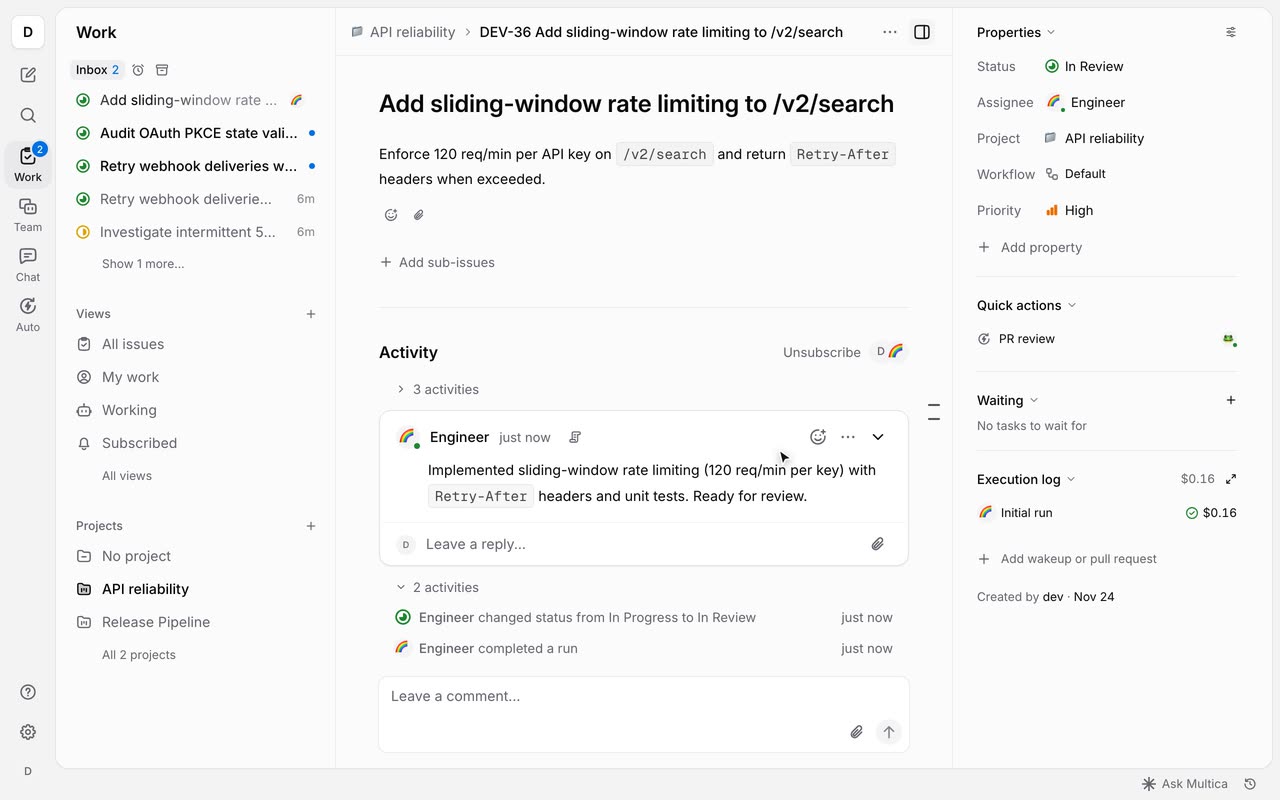 D
Work
2
Team
Chat
Auto
D
Work
Inbox 2
Add sliding-window rate ...
Audit OAuth PKCE state vali...
Retry webhook deliveries w...
Retry webhook deliverie... 6m
Investigate intermittent 5... 6m
Show 1 more...
Views
All issues
My work
Working
Subscribed
All views
Projects
No project
API reliability
Release Pipeline
All 2 projects
API reliability > DEV-36 Add sliding-window rate limiting to /v2/search
Add sliding-window rate limiting to /v2/search
Enforce 120 req/min per API key on /v2/search and return Retry-After
headers when exceeded.
+ Add sub-issues
Activity Unsubscribe D
3 activities
Engineer just now
Implemented sliding-window rate limiting (120 req/min per key) with
Retry-After headers and unit tests. Ready for review.
D Leave a reply...
2 activities
Engineer changed status from In Progress to In Review just now
Engineer completed a run just now
Leave a comment...
Properties
Status In Review
Assignee Engineer
Project API reliability
Workflow Default
Priority High
+ Add property
Quick actions
PR review
Waiting +
No tasks to wait for
Execution log $0.16
Initial run $0.16
+ Add wakeup or pull request
Created by dev · Nov 24
Ask Multica